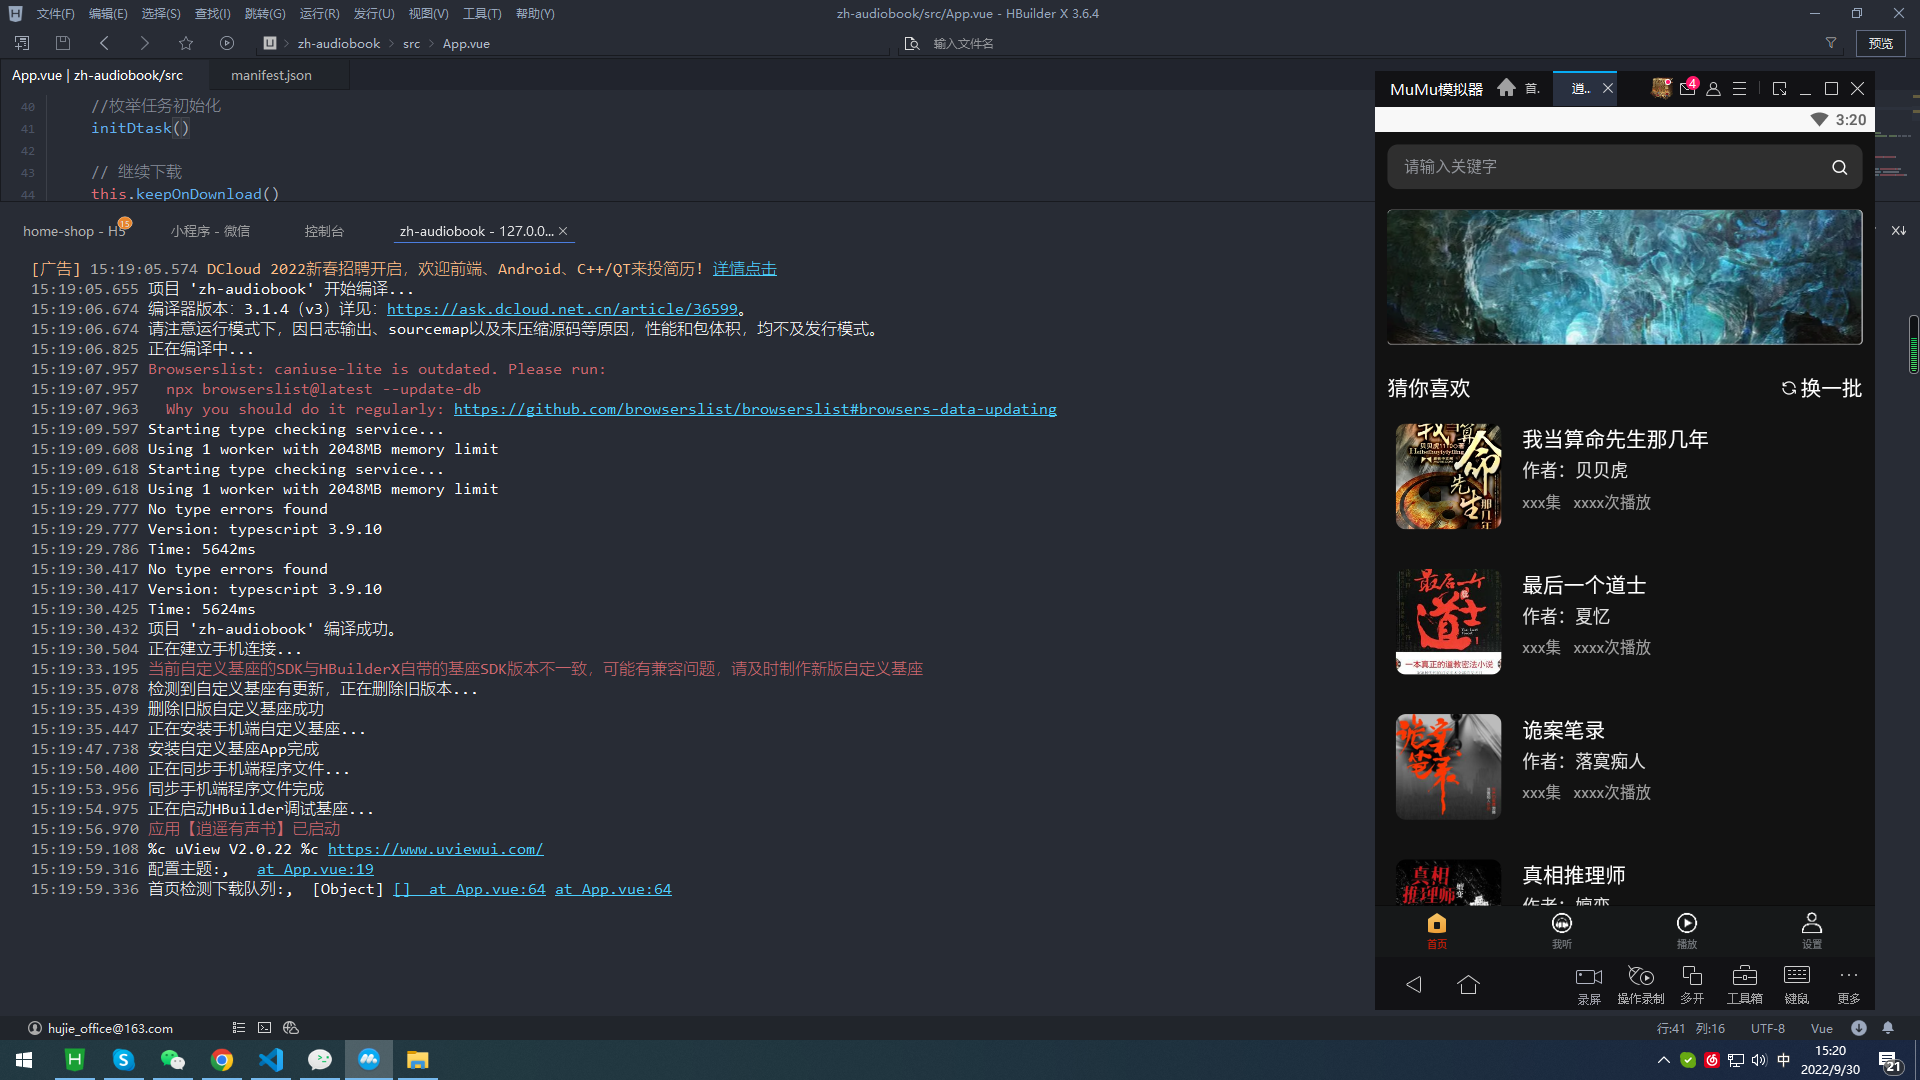 文件(F) 编辑(E) 选择(S) 查找(I) 跳转(G) 运行(R) 发行(U) 视图(V) 工具(T) 帮助(Y)
zh-audiobook/src/App.vue - HBuilder X 3.6.4
zh-audiobook src App.vue
输入文件名
预览
App.vue | zh-audiobook/src
manifest.json
40 //枚举任务初始化
41 initDtask()
42
43 // 继续下载
44 this.keepOnDownload()
home-shop - H5 15
小程序 - 微信
控制台
zh-audiobook - 127.0.0...
[广告] 15:19:05.574 DCloud 2022新春招聘开启，欢迎前端、Android、C++/QT来投简历！详情点击
15:19:05.655 项目 'zh-audiobook' 开始编译...
15:19:06.674 编译器版本：3.1.4（v3）详见：https://ask.dcloud.net.cn/article/36599。
15:19:06.674 请注意运行模式下，因日志输出、sourcemap以及未压缩源码等原因，性能和包体积，均不及发行模式。
15:19:06.825 正在编译中...
15:19:07.957 Browserslist: caniuse-lite is outdated. Please run:
15:19:07.957 npx browserslist@latest --update-db
15:19:07.963 Why you should do it regularly: https://github.com/browserslist/browserslist#browsers-data-updating
15:19:09.597 Starting type checking service...
15:19:09.608 Using 1 worker with 2048MB memory limit
15:19:09.618 Starting type checking service...
15:19:09.618 Using 1 worker with 2048MB memory limit
15:19:29.777 No type errors found
15:19:29.777 Version: typescript 3.9.10
15:19:29.786 Time: 5642ms
15:19:30.417 No type errors found
15:19:30.417 Version: typescript 3.9.10
15:19:30.425 Time: 5624ms
15:19:30.432 项目 'zh-audiobook' 编译成功。
15:19:30.504 正在建立手机连接...
15:19:33.195 当前自定义基座的SDK与HBuilderX自带的基座SDK版本不一致，可能有兼容问题，请及时制作新版自定义基座
15:19:35.078 检测到自定义基座有更新，正在删除旧版本...
15:19:35.439 删除旧版自定义基座成功
15:19:35.447 正在安装手机端自定义基座...
15:19:47.738 安装自定义基座App完成
15:19:50.400 正在同步手机端程序文件...
15:19:53.956 同步手机端程序文件完成
15:19:54.975 正在启动HBuilder调试基座...
15:19:56.970 应用【逍遥有声书】已启动
15:19:59.108 %c uView V2.0.22 %c https://www.uviewui.com/
15:19:59.316 配置主题:, at App.vue:19
15:19:59.336 首页检测下载队列:, [Object] [] at App.vue:64 at App.vue:64
MuMu模拟器
首.
逍..
4
3:20
请输入关键字
猜你喜欢
换一批
我当算命先生那几年
作者：贝贝虎
xxx集 xxxx次播放
最后一个道士
作者：夏忆
xxx集 xxxx次播放
最后一个
道士
一本真正的道教密法小说
诡案笔录
作者：落寞痴人
xxx集 xxxx次播放
诡案笔录
真相推理师
真相
推理师
首页 我听 播放 设置
录屏 操作录制 多开 工具箱 键鼠 更多
hujie_office@163.com
行:41 列:16 UTF-8 Vue
中
15:20
2022/9/30
21